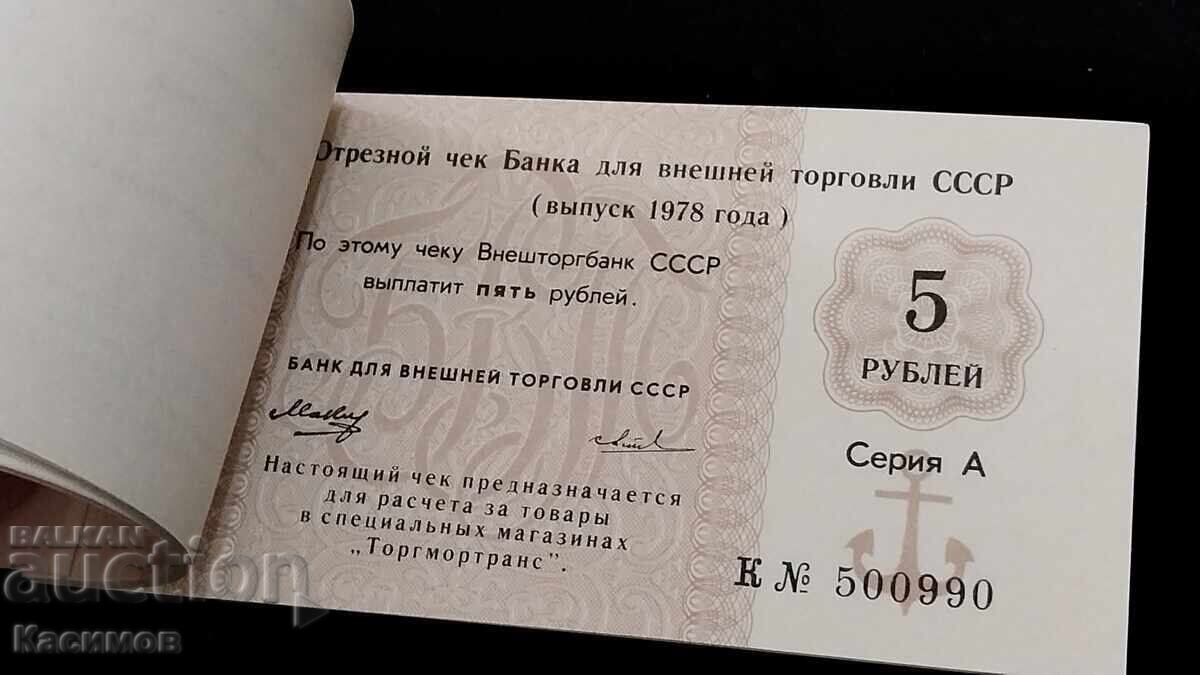 Отрезной чек Банка для внешней торговли СССР
( выпуск 1978 года )
По этому чеку Внешторгбанк СССР
выплатит пять рублей.
БАНК ДЛЯ ВНЕШНЕЙ ТОРГОВЛИ СССР
Настоящий чек предназначается
для расчета за товары
в специальных магазинах
„Торгмортранс".
5
РУБЛЕЙ
Серия А
К № 500990
BALKAN
auction
Касимов